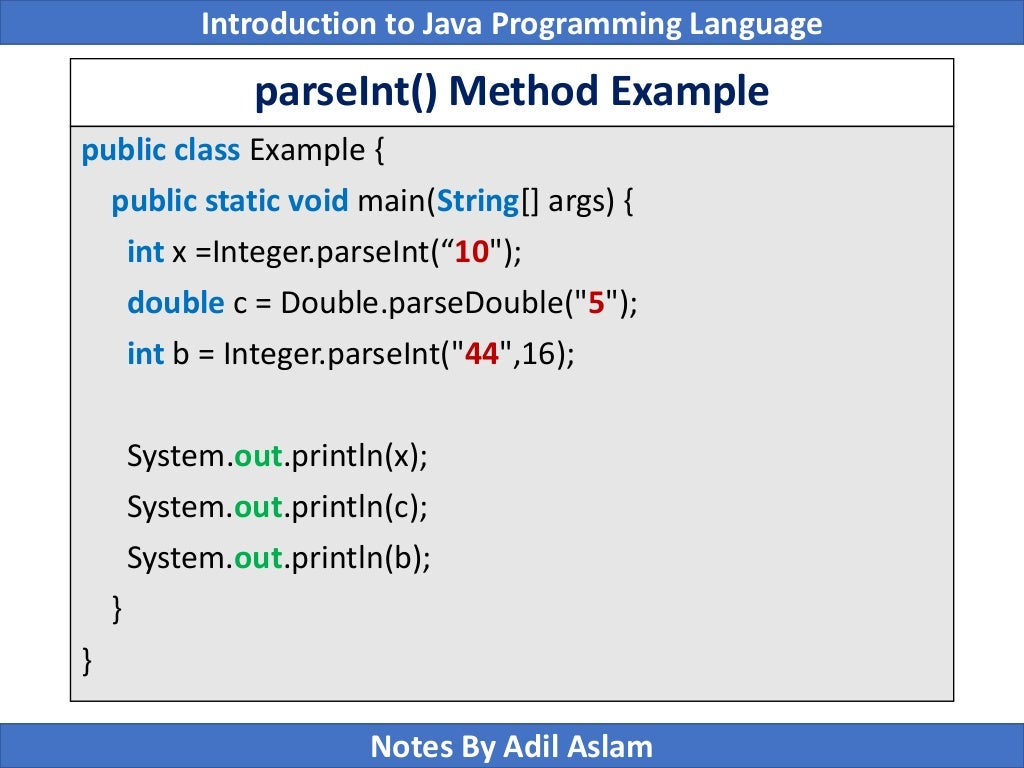 Introduction to Java Programming Language
parseInt() Method Example
public class Example {
public static void main(String[] args) {
int x =Integer.parseInt(“10");
double c = Double.parseDouble("5");
int b = Integer.parseInt("44",16);
System.out.println(x);
System.out.println(c);
System.out.println(b);
}
}
Notes By Adil Aslam